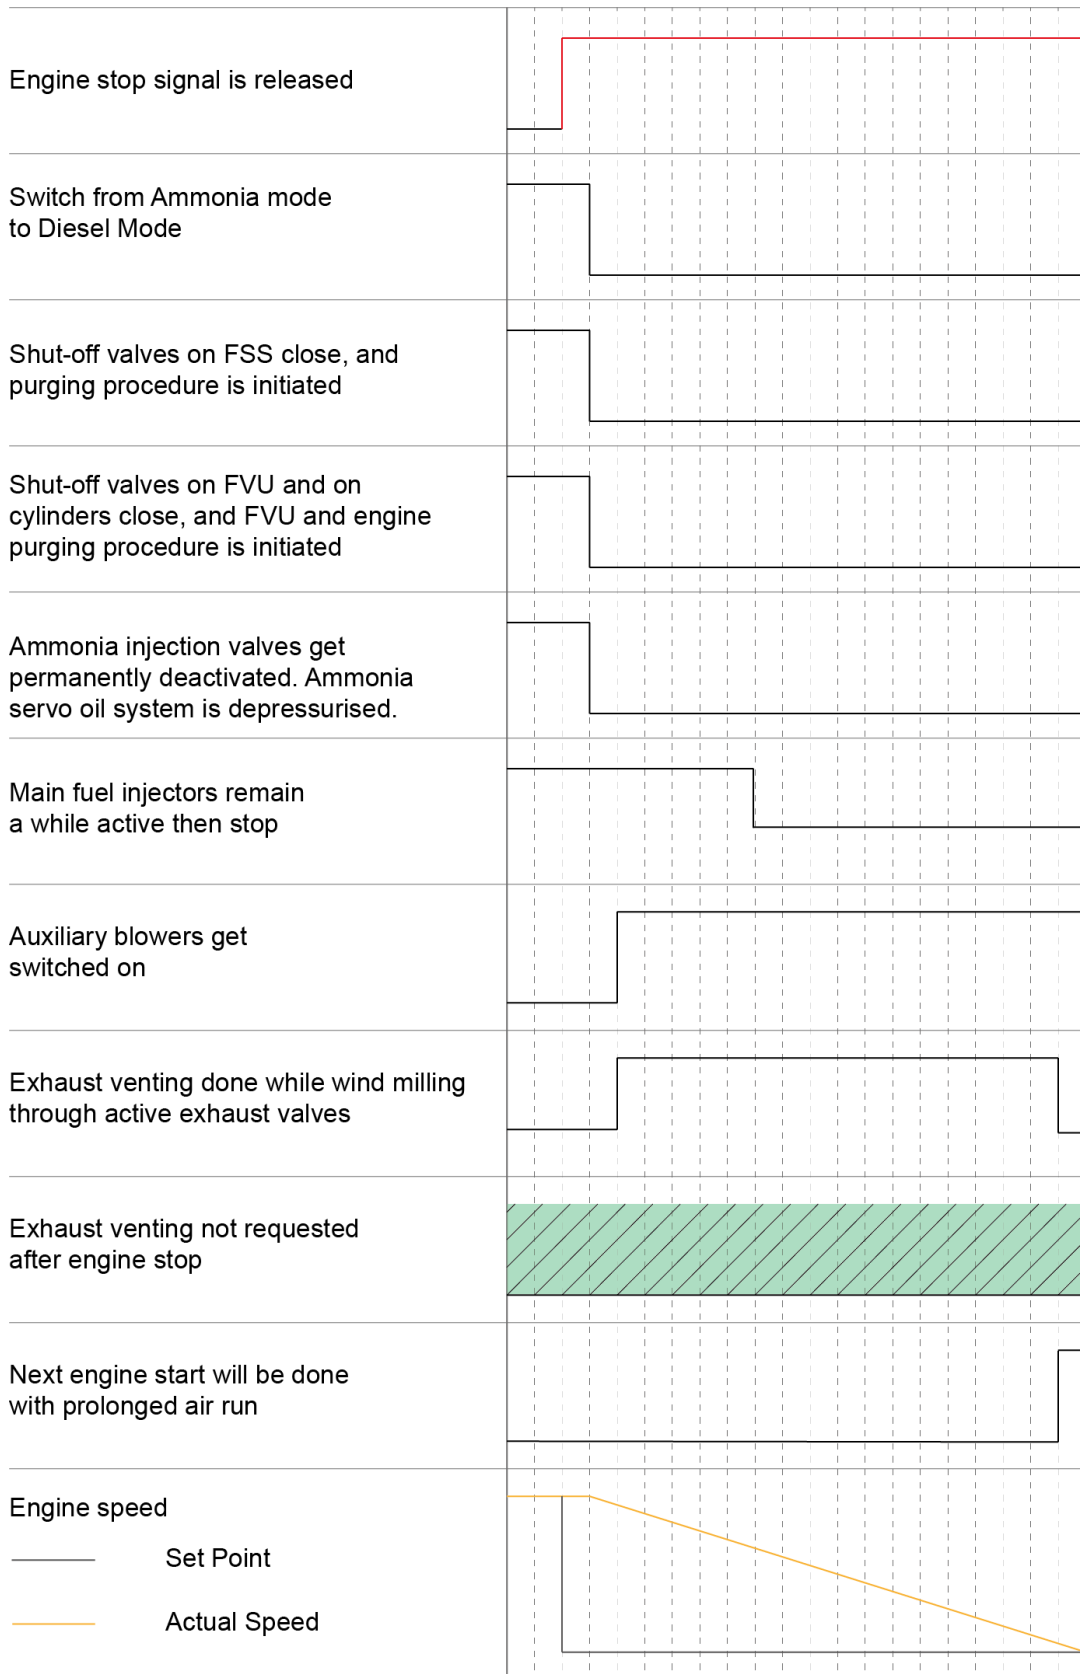 Engine stop signal is released
Switch from Ammonia mode
to Diesel Mode
Shut-off valves on FSS close, and
purging procedure is initiated
Shut-off valves on FVU and on
cylinders close, and FVU and engine
purging procedure is initiated
Ammonia injection valves get
permanently deactivated. Ammonia
servo oil system is depressurised.
Main fuel injectors remain
a while active then stop
Auxiliary blowers get
switched on
Exhaust venting done while wind milling
through active exhaust valves
Exhaust venting not requested
after engine stop
Next engine start will be done
with prolonged air run
Engine speed
Set Point
Actual Speed